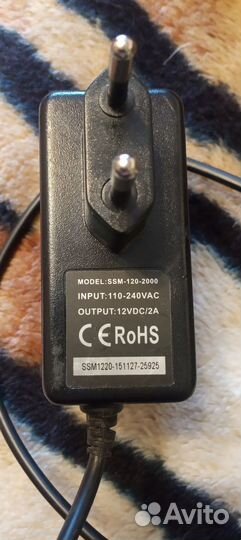 MODEL:SSM-120-2000
INPUT:110-240VAC
OUTPUT:12VDC/2A
CE RoHS
SSM1220-151127-25925
Avito